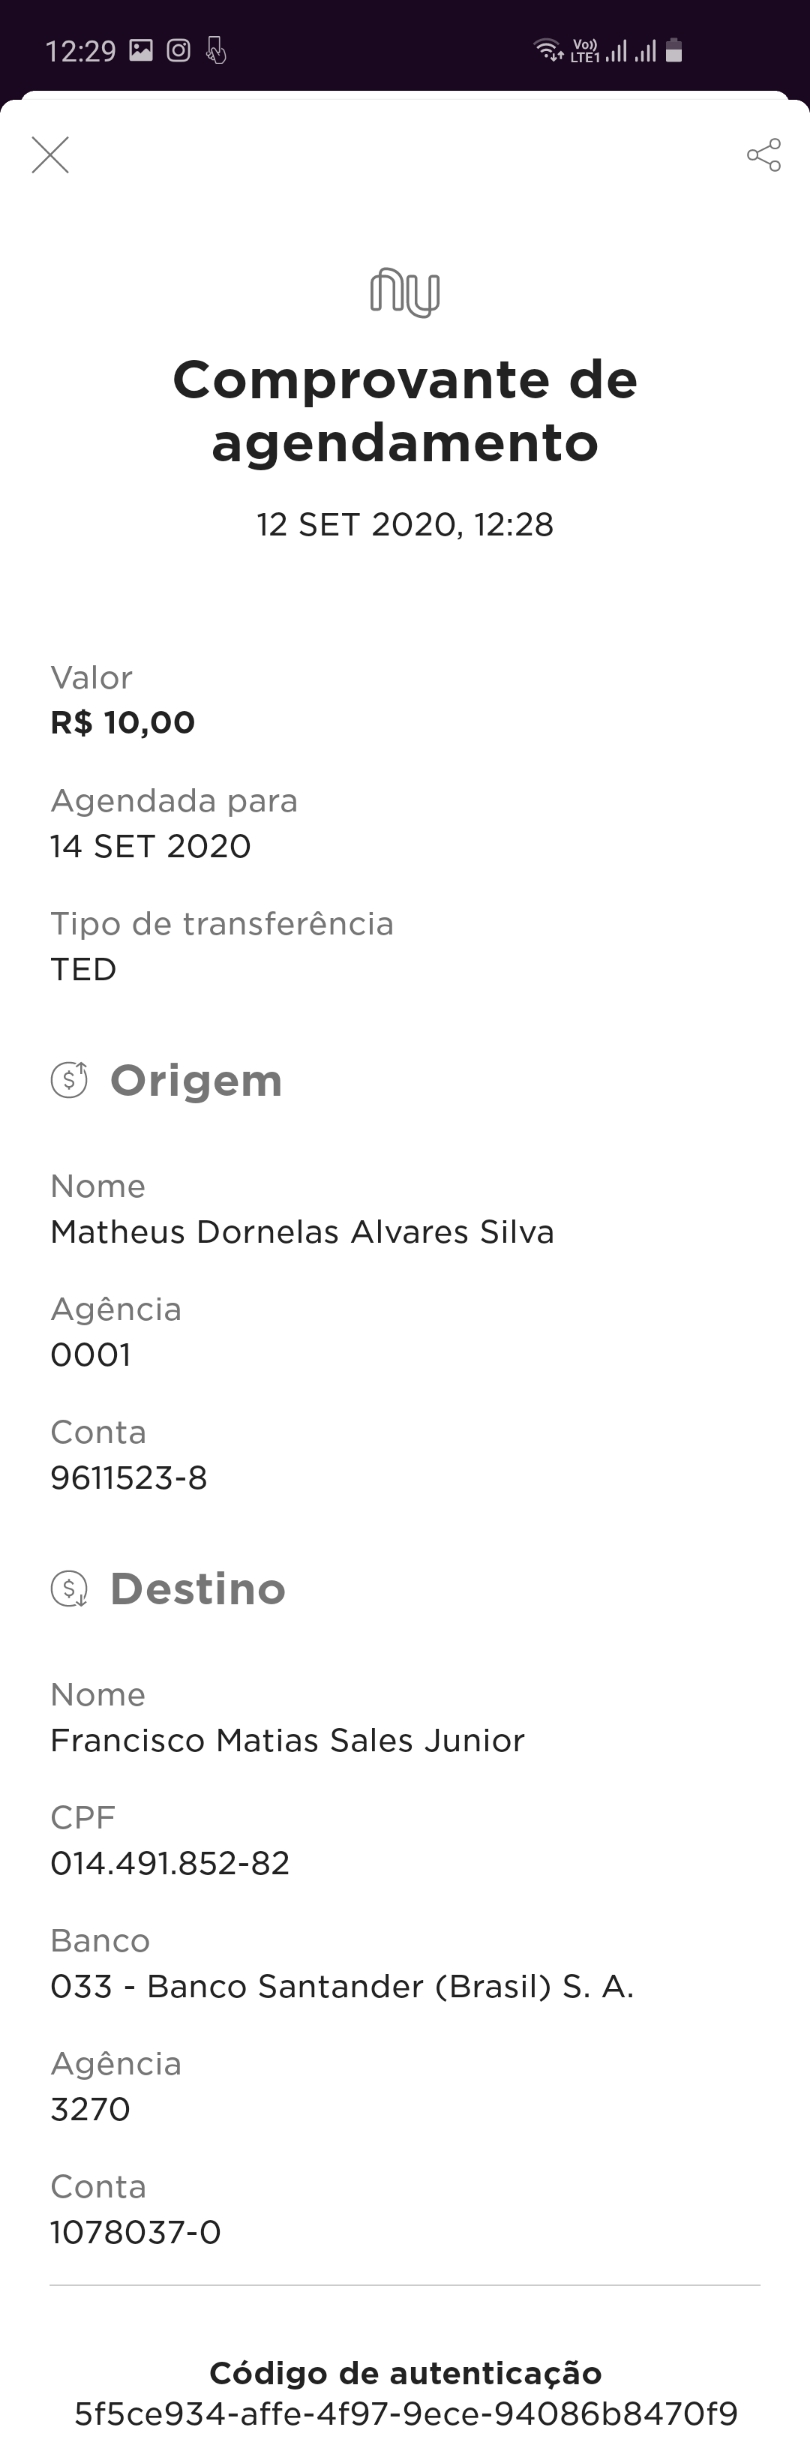 12:29
Vo)) LTE1
nu
Comprovante de
agendamento
12 SET 2020, 12:28
Valor
R$ 10,00
Agendada para
14 SET 2020
Tipo de transferência
TED
Origem
Nome
Matheus Dornelas Alvares Silva
Agência
0001
Conta
9611523-8
Destino
Nome
Francisco Matias Sales Junior
CPF
014.491.852-82
Banco
033 - Banco Santander (Brasil) S. A.
Agência
3270
Conta
1078037-0
Código de autenticação
5f5ce934-affe-4f97-9ece-94086b8470f9